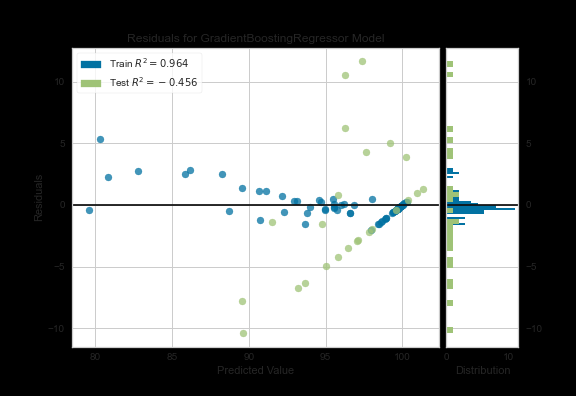 Residuals for GradientBoostingRegressor Model
Train R² = 0.964
Test R² = −0.456
Residuals
10
5
0
−5
−10
80
85
90
95
100
Predicted Value
10
5
0
−5
−10
0
10
Distribution